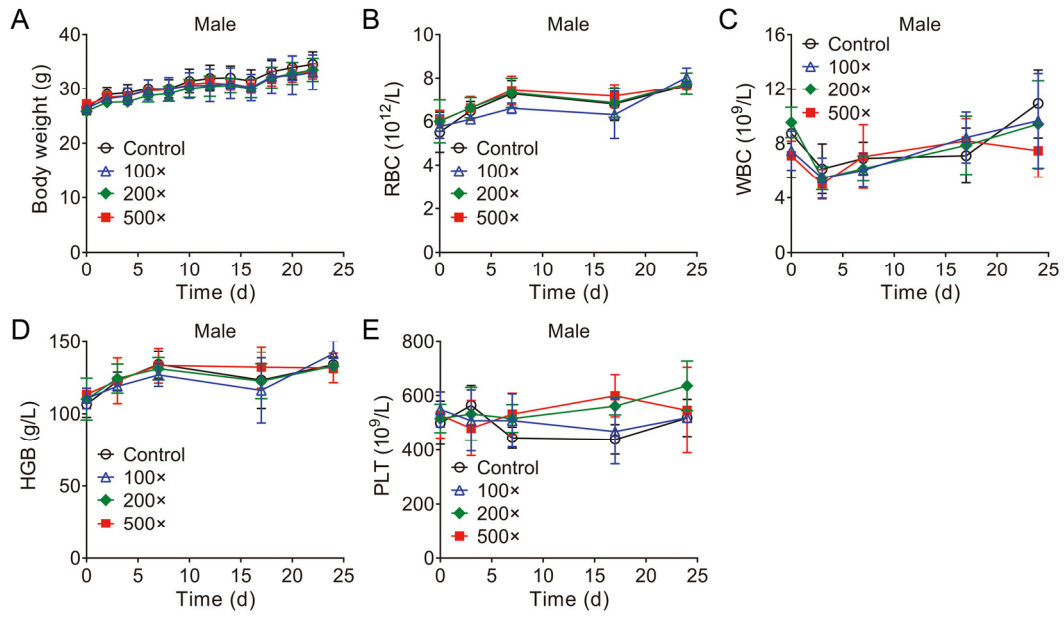 A
Male
Body weight (g)
40
30
20
10
0
Control
100×
200×
500×
0 5 10 15 20 25
Time (d)
B
Male
RBC (10¹²/L)
10
8
6
4
2
0
Control
100×
200×
500×
0 5 10 15 20 25
Time (d)
C
Male
WBC (10⁹/L)
16
12
8
4
0
Control
100×
200×
500×
0 5 10 15 20 25
Time (d)
D
Male
HGB (g/L)
150
100
50
0
Control
100×
200×
500×
0 5 10 15 20 25
Time (d)
E
Male
PLT (10⁹/L)
800
600
400
200
0
Control
100×
200×
500×
0 5 10 15 20 25
Time (d)